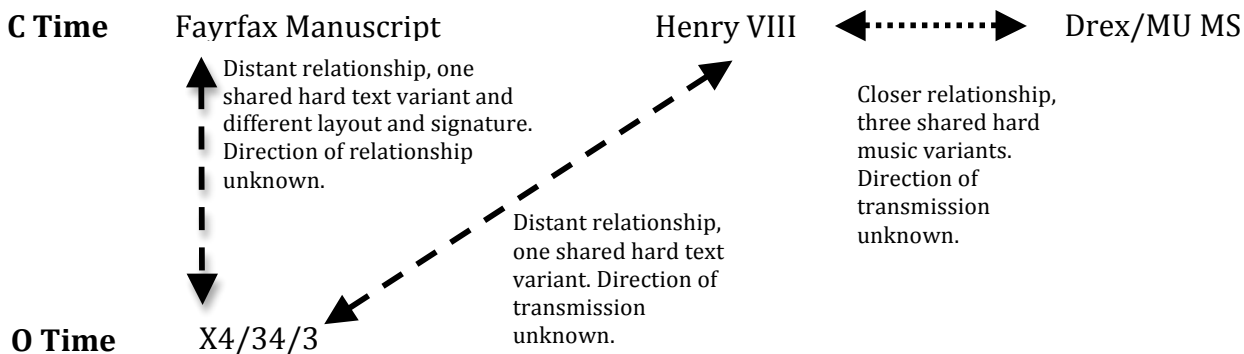 C Time Fayrfax Manuscript Henry VIII Drex/MU MS
Distant relationship, one
shared hard text variant and
different layout and signature.
Direction of relationship
unknown.
Closer relationship,
three shared hard
music variants.
Direction of
transmission
unknown.
Distant relationship,
one shared hard text
variant. Direction of
transmission
unknown.
O Time X4/34/3